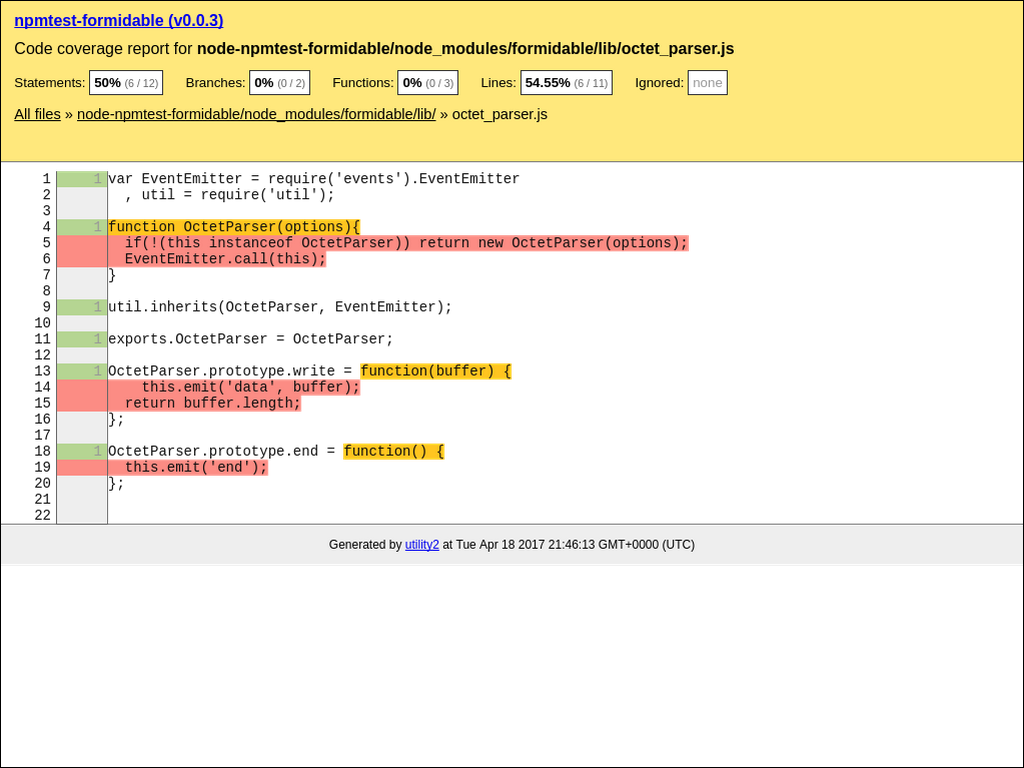 npmtest-formidable (v0.0.3)
Code coverage report for node-npmtest-formidable/node_modules/formidable/lib/octet_parser.js
Statements: 50% (6 / 12) Branches: 0% (0 / 2) Functions: 0% (0 / 3) Lines: 54.55% (6 / 11) Ignored: none
All files » node-npmtest-formidable/node_modules/formidable/lib/ » octet_parser.js
1 1 var EventEmitter = require('events').EventEmitter
2   , util = require('util');
3
4 1 function OctetParser(options){
5   if(!(this instanceof OctetParser)) return new OctetParser(options);
6   EventEmitter.call(this);
7 }
8
9 1 util.inherits(OctetParser, EventEmitter);
10
11 1 exports.OctetParser = OctetParser;
12
13 1 OctetParser.prototype.write = function(buffer) {
14     this.emit('data', buffer);
15   return buffer.length;
16 };
17
18 1 OctetParser.prototype.end = function() {
19   this.emit('end');
20 };
21
22
Generated by utility2 at Tue Apr 18 2017 21:46:13 GMT+0000 (UTC)